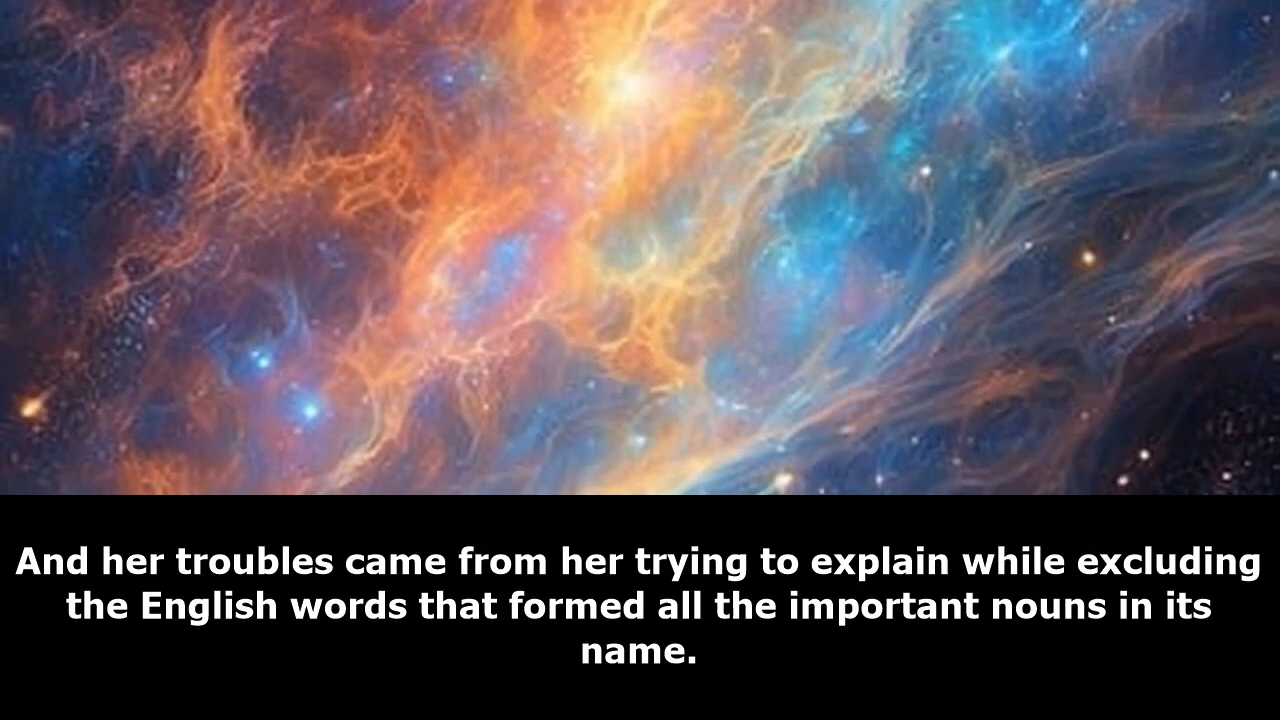 And her troubles came from her trying to explain while excluding
the English words that formed all the important nouns in its
name.